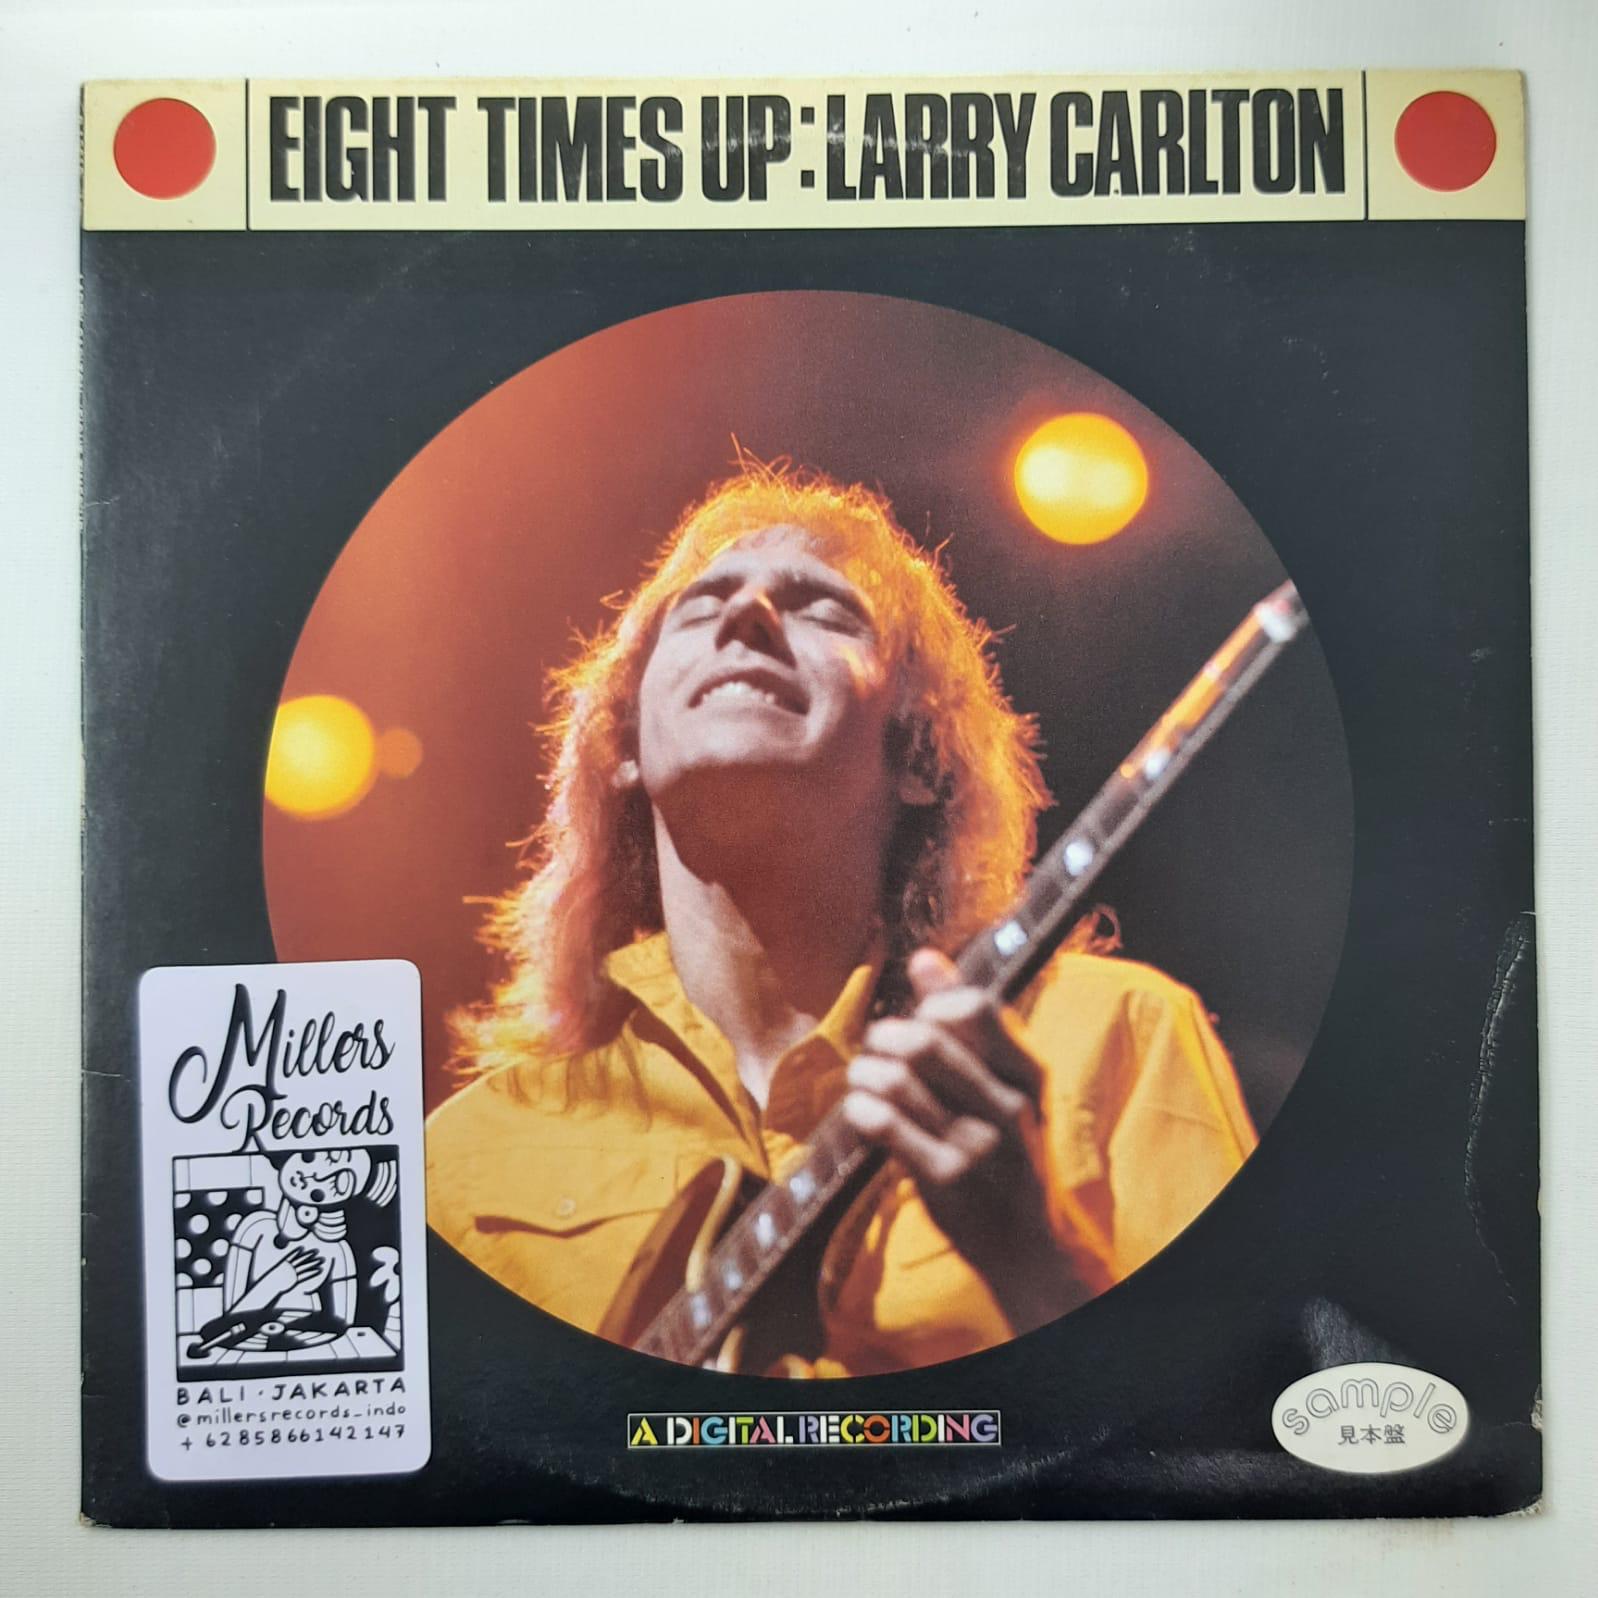 EIGHT TIMES UP: LARRY CARLTON
Millers
Records
BALI · JAKARTA
@millersrecords_indo
+ 6285866142147
A DIGITAL RECORDING
sample
見本盤